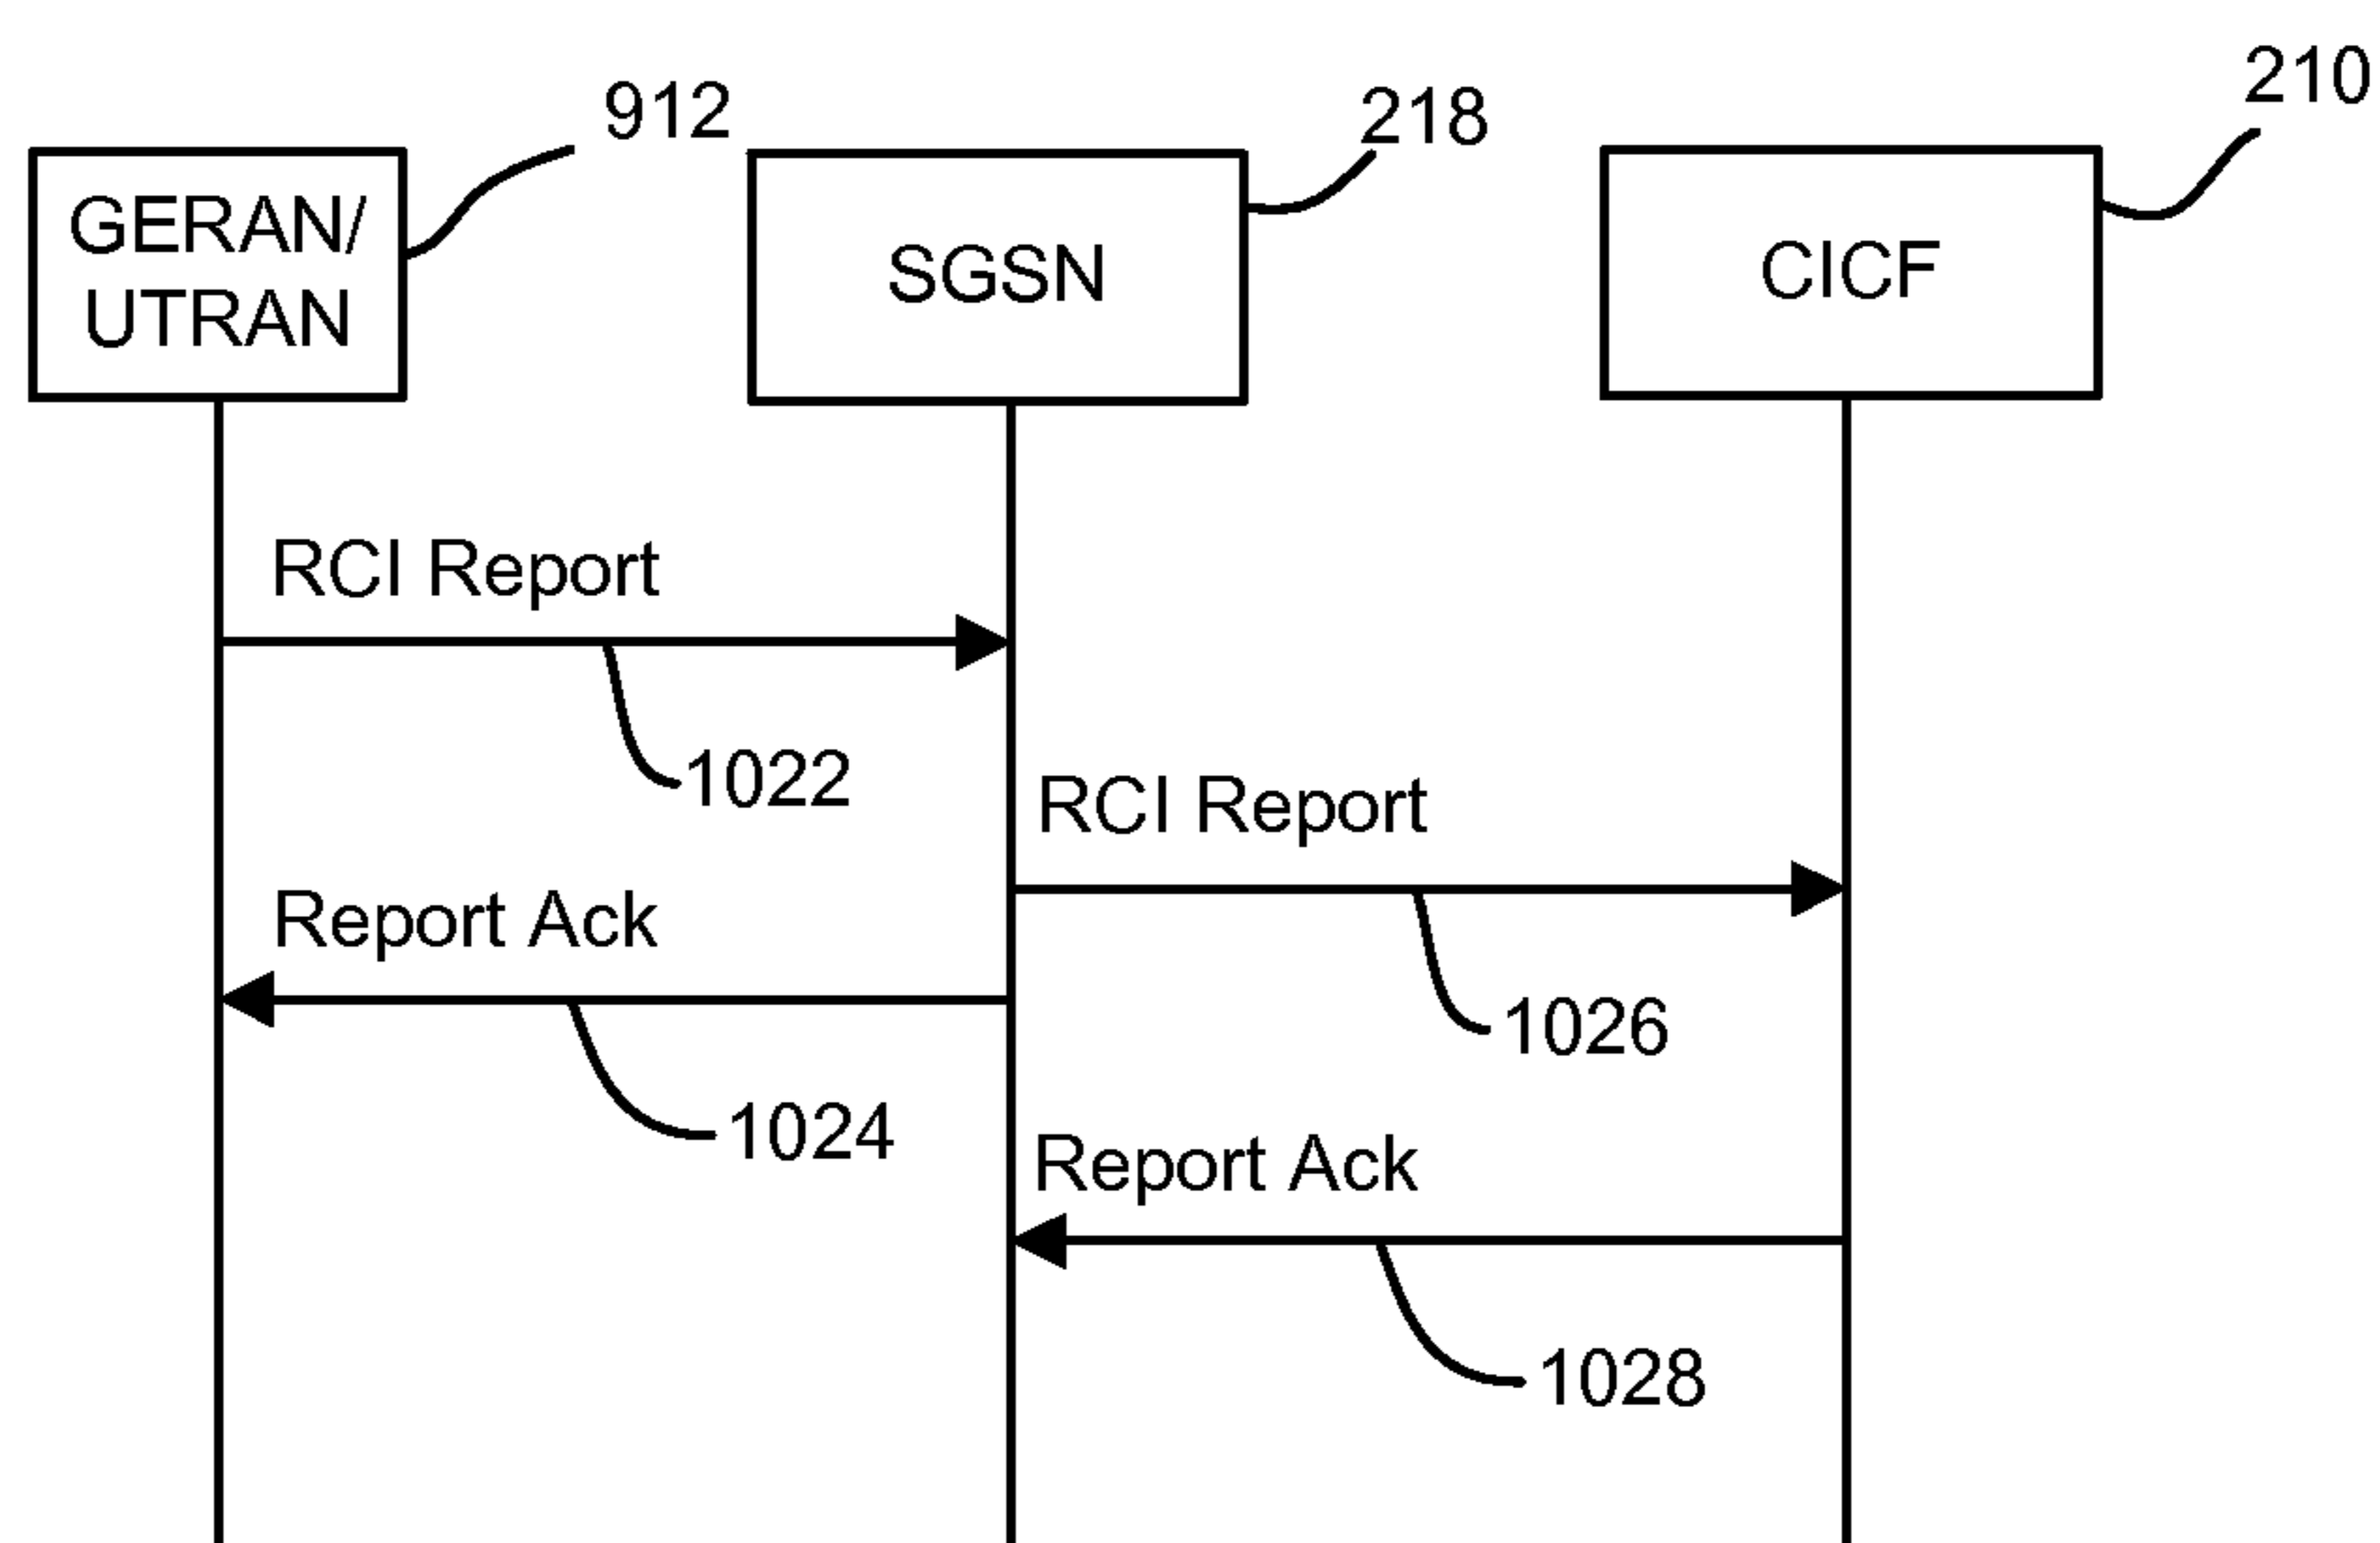 912
218
210
GERAN/
UTRAN
SGSN
CICF
RCI Report
1022
RCI Report
Report Ack
1026
1024
Report Ack
1028